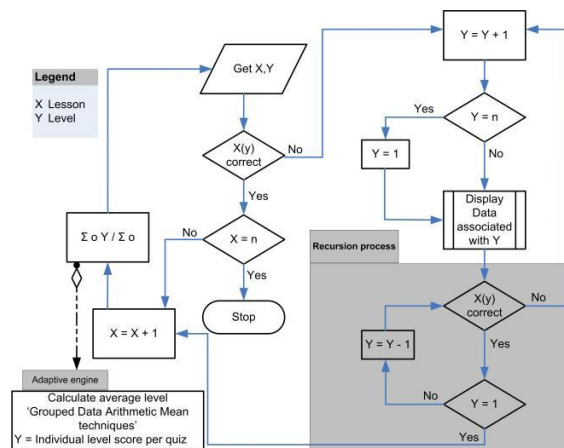 Legend
X Lesson
Y Level
Get X,Y
X(y)
correct
No
Yes
X = n
No
Yes
Stop
Σ o Y / Σ o
X = X + 1
Adaptive engine
Calculate average level
‘Grouped Data Arithmetic Mean
techniques’
Y = Individual level score per quiz
Y = Y + 1
Y = n
Yes
No
Y = 1
Display
Data
associated
with Y
Recursion process
X(y)
correct
No
Yes
Y = Y - 1
Y = 1
No
Yes